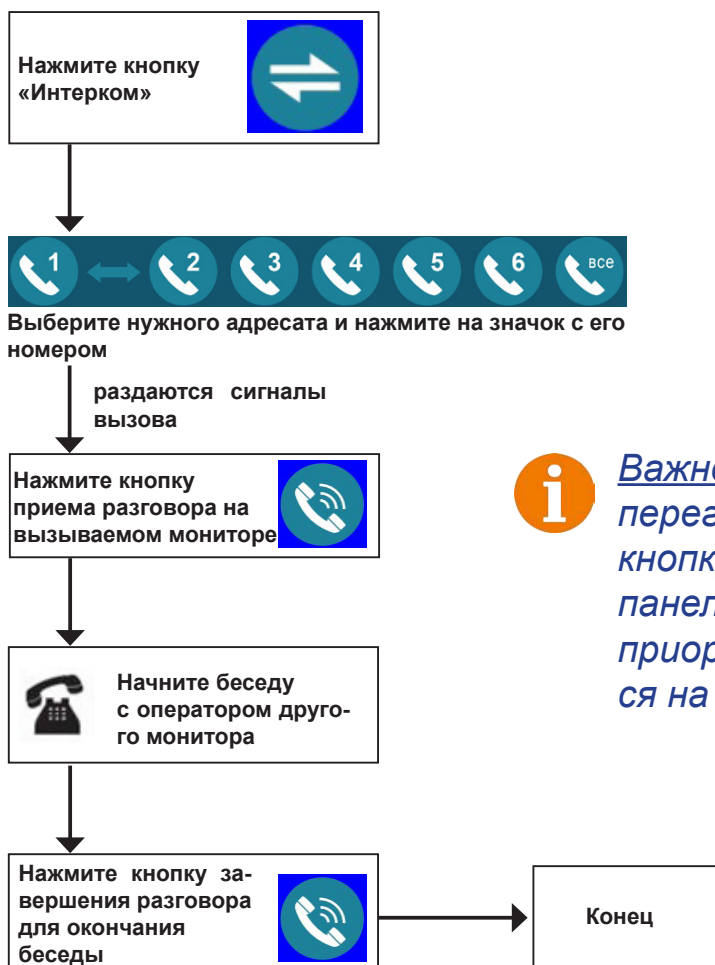 Нажмите кнопку
«Интерком»
1 2 3 4 5 6 все
Выберите нужного адресата и нажмите на значок с его
номером
раздаются сигналы
вызова
Нажмите кнопку
приема разговора на
вызываемом мониторе
Начните беседу
с оператором друго-
го монитора
Нажмите кнопку за-
вершения разговора
для окончания
беседы
Конец
ся на